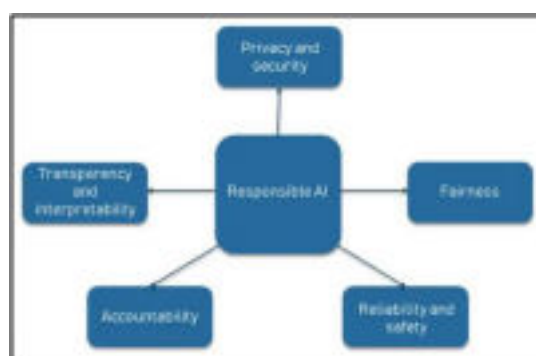 Privacy and
security
Transparency
and
interpretability
Responsible AI
Fairness
Accountability
Reliability and
safety